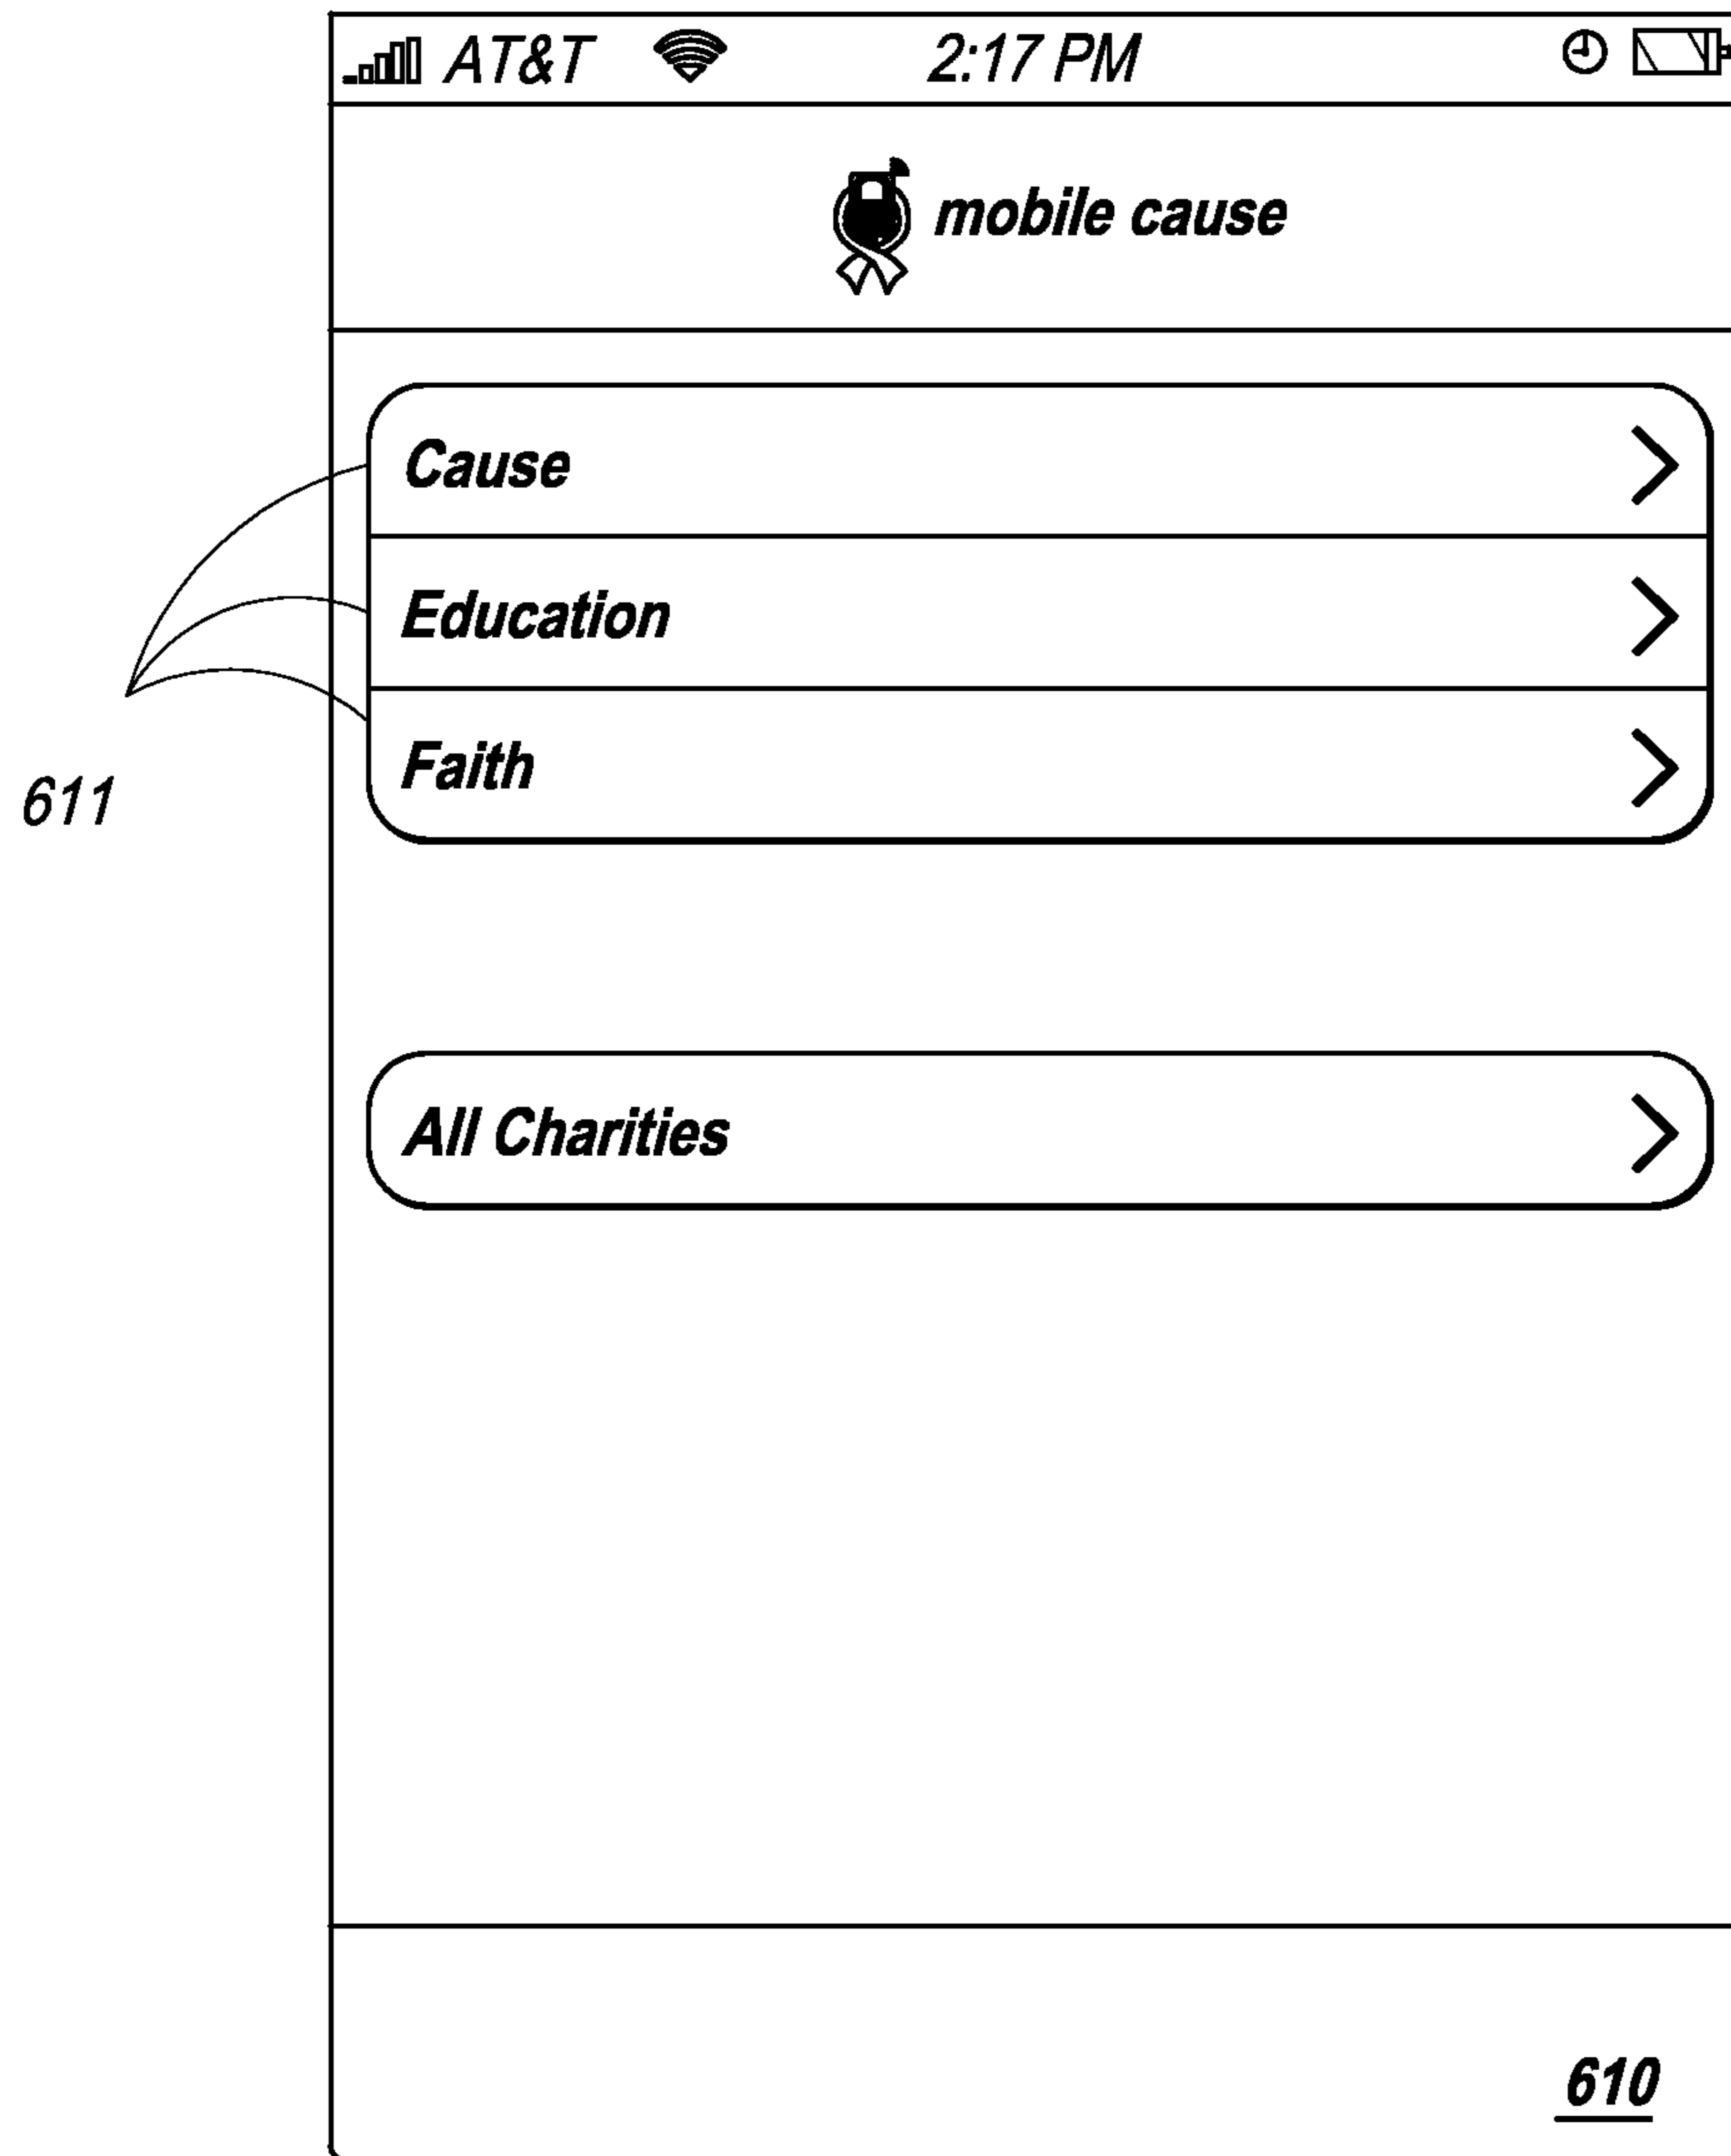 AT&T 2:17 PM
mobile cause
Cause
Education
Faith
611
All Charities
610